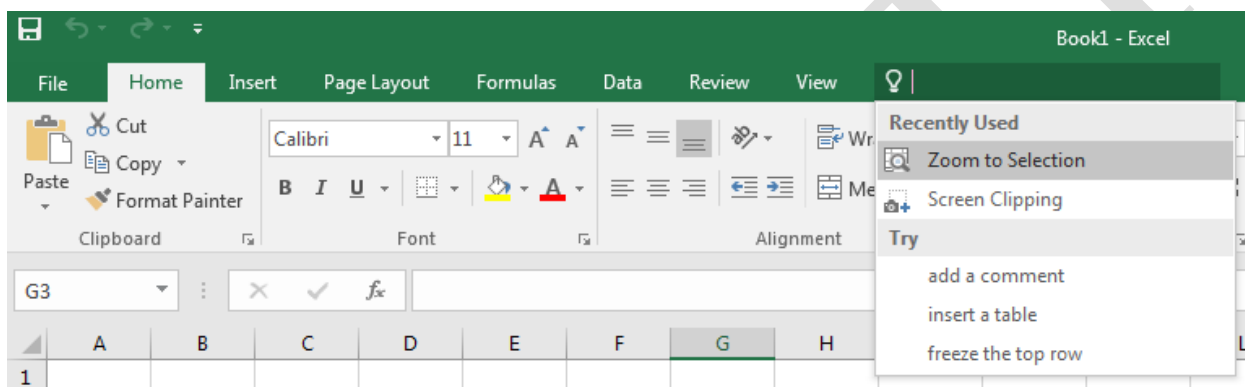 Book1 - Excel
File Home Insert Page Layout Formulas Data Review View
Cut
Calibri 11 A A Wr
Copy
Paste
B I U A Me
Format Painter
Clipboard Font Alignment
Recently Used
Zoom to Selection
Screen Clipping
Try
add a comment
insert a table
freeze the top row
G3 fx
A B C D E F G H
1